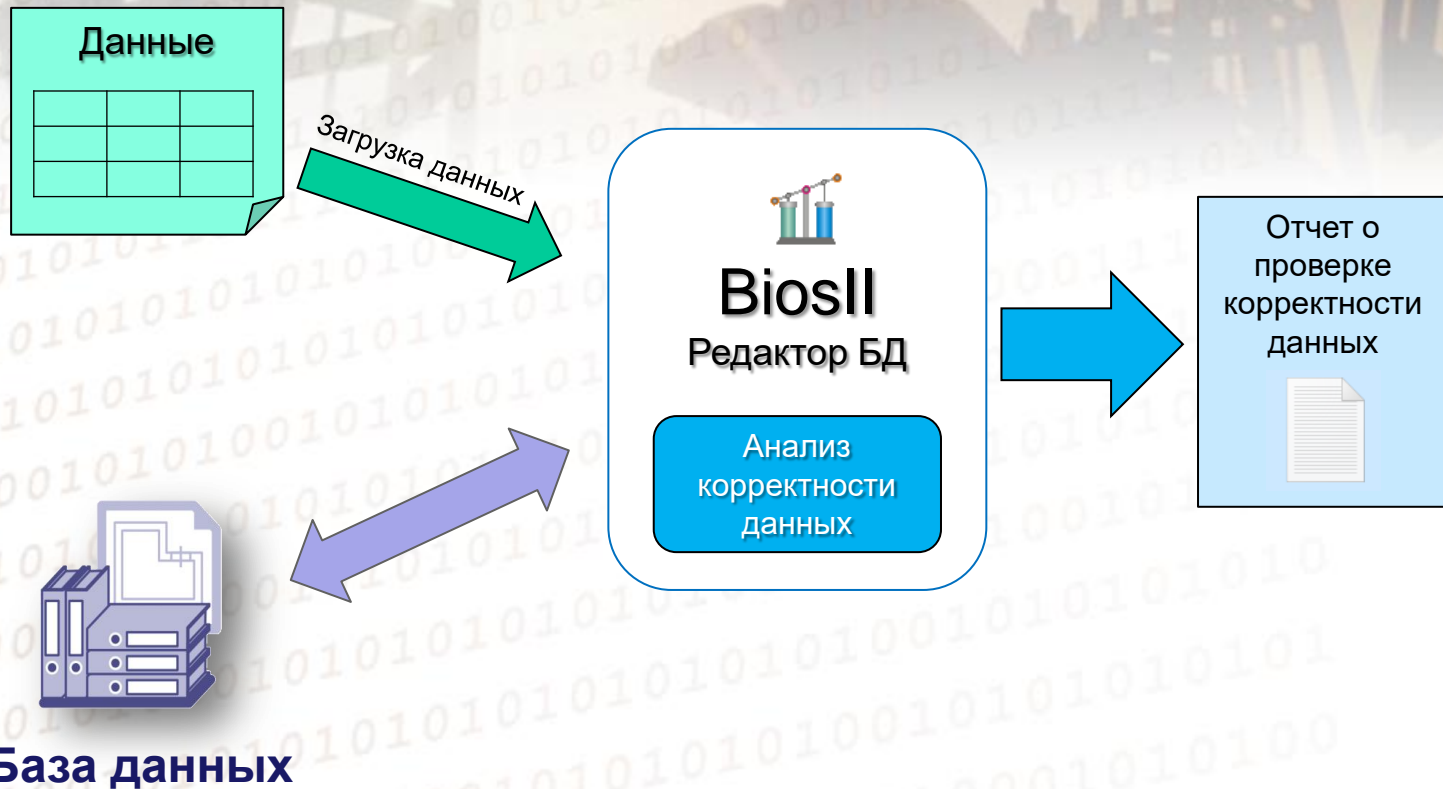 Данные
Загрузка данных
BiosII
Редактор БД
Анализ
корректности
данных
Отчет о
проверке
корректности
данных
База данных